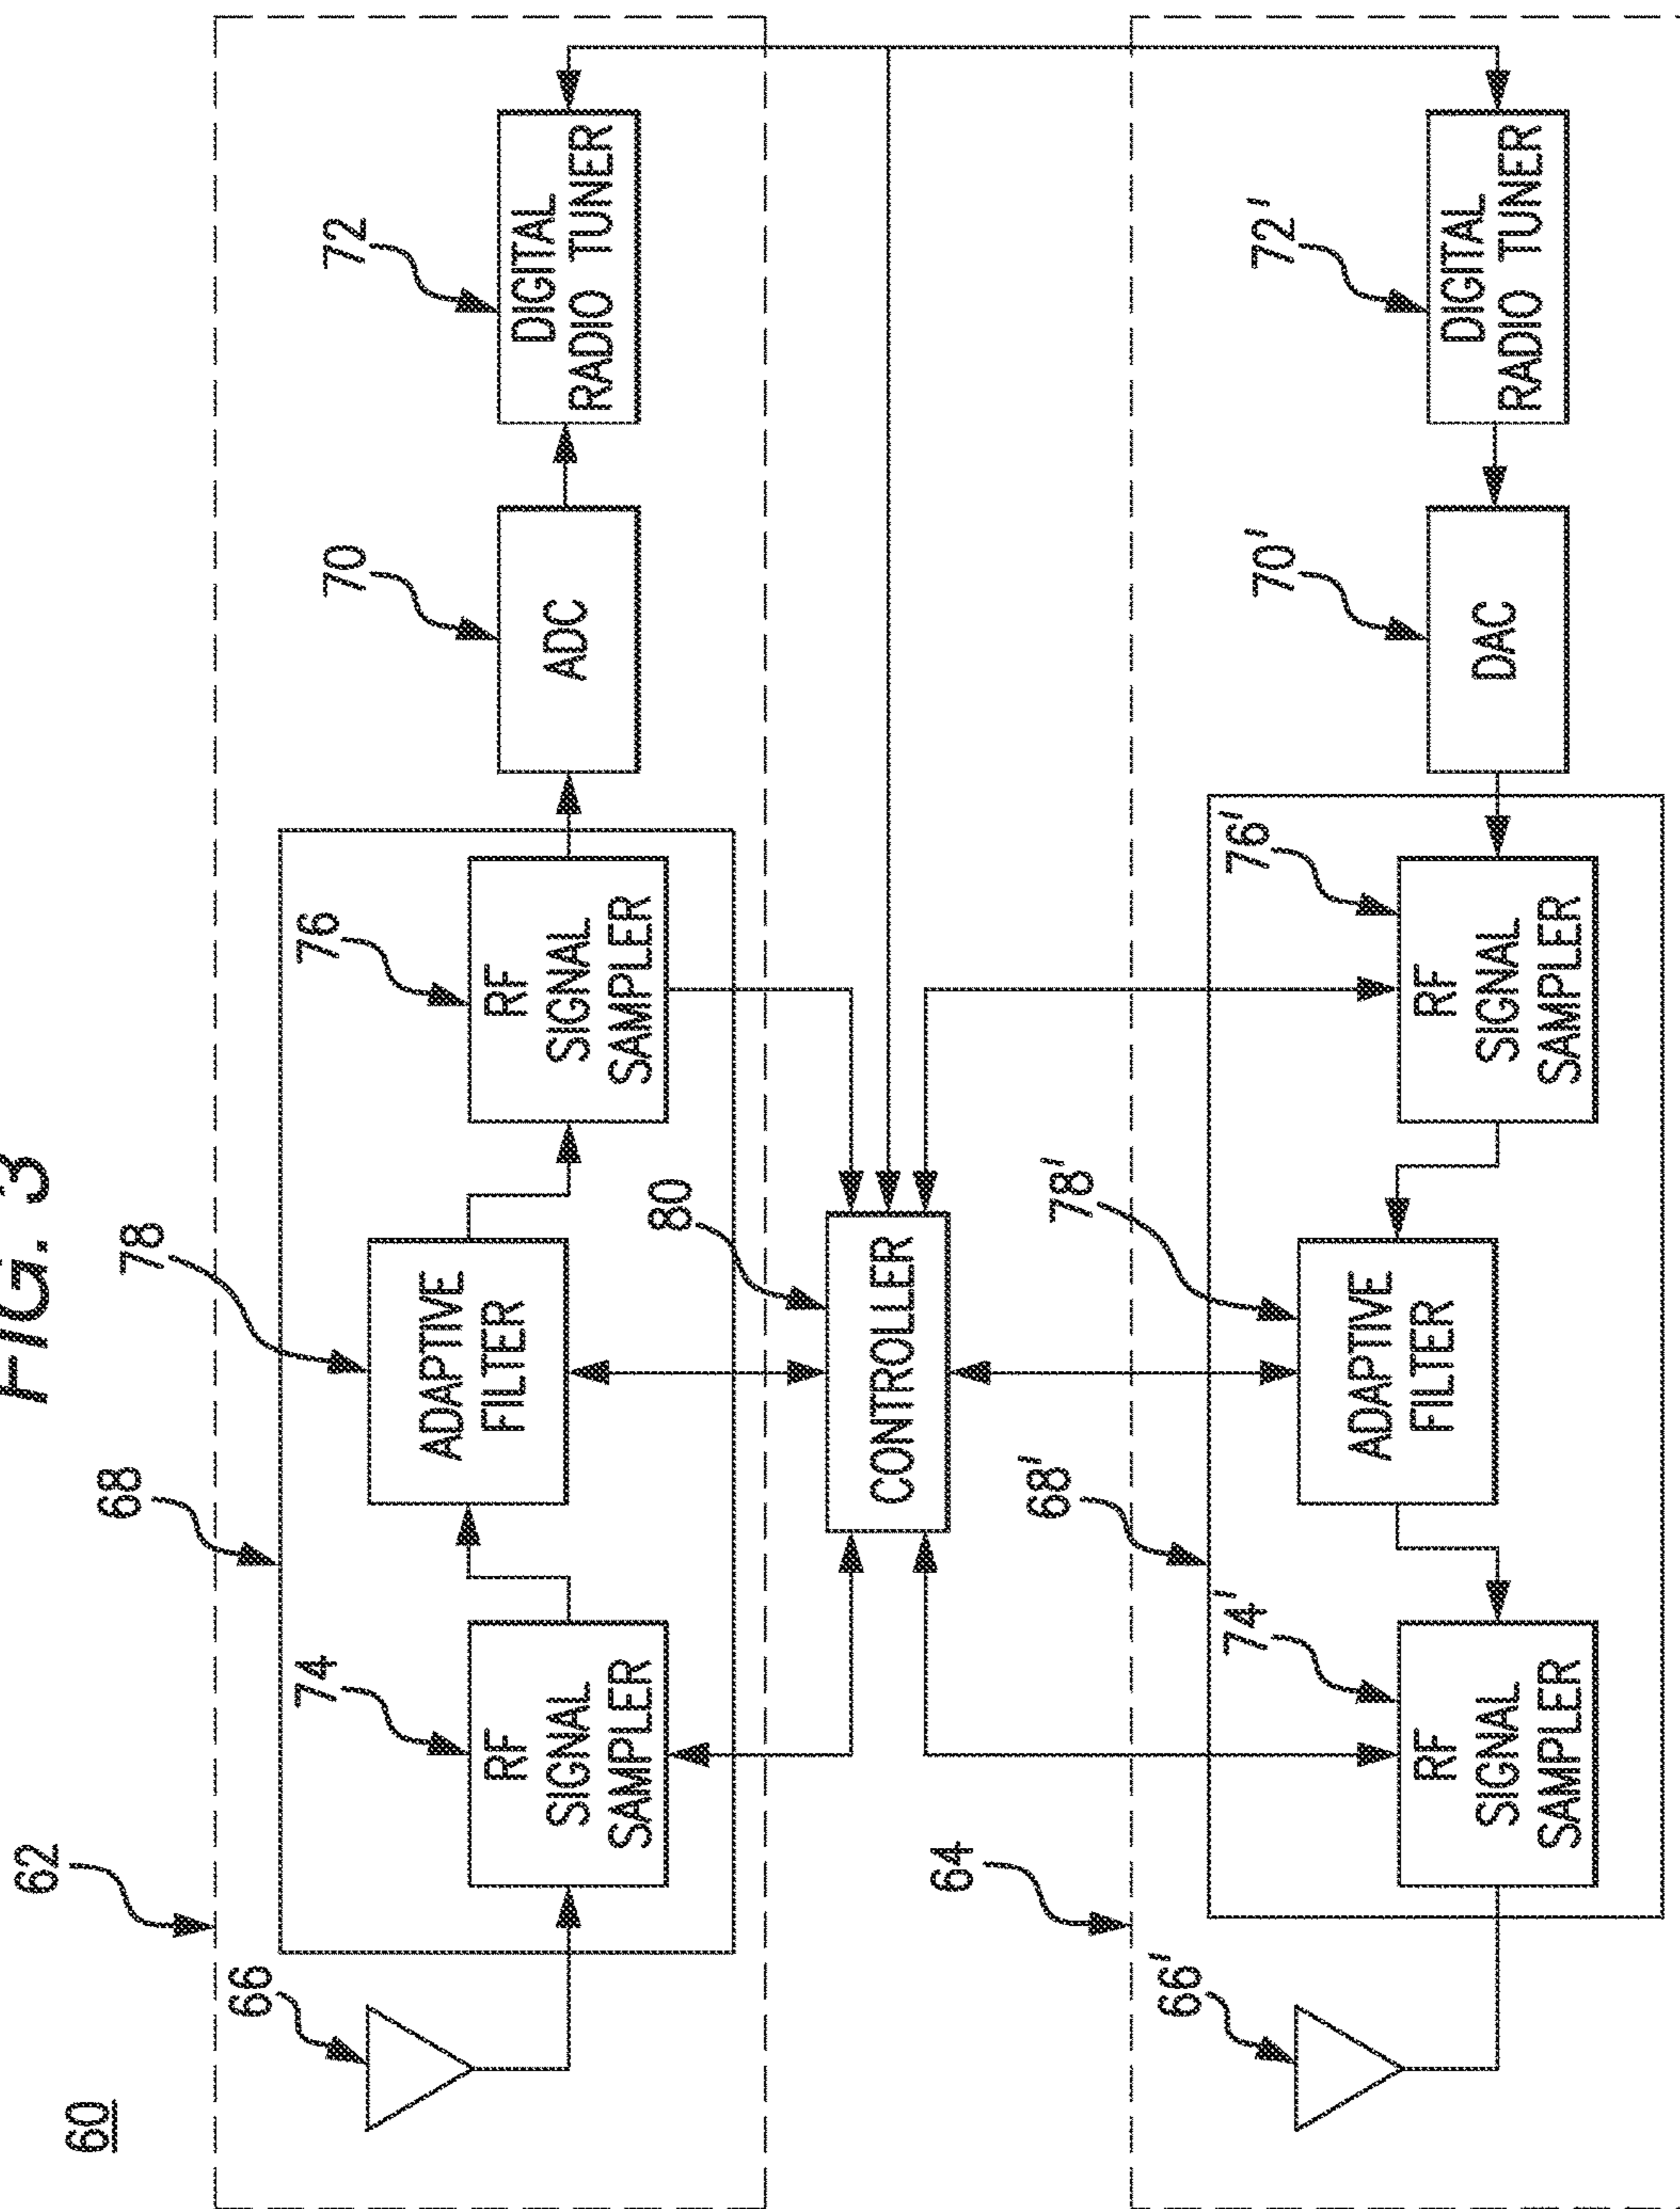 FIG. 3
60
62
66
68
74
RF
SIGNAL
SAMPLER
78
ADAPTIVE
FILTER
76
RF
SIGNAL
SAMPLER
70
ADC
72
DIGITAL
RADIO TUNER
80
CONTROLLER
64
66'
68'
74'
RF
SIGNAL
SAMPLER
78'
ADAPTIVE
FILTER
76'
RF
SIGNAL
SAMPLER
70'
DAC
72'
DIGITAL
RADIO TUNER